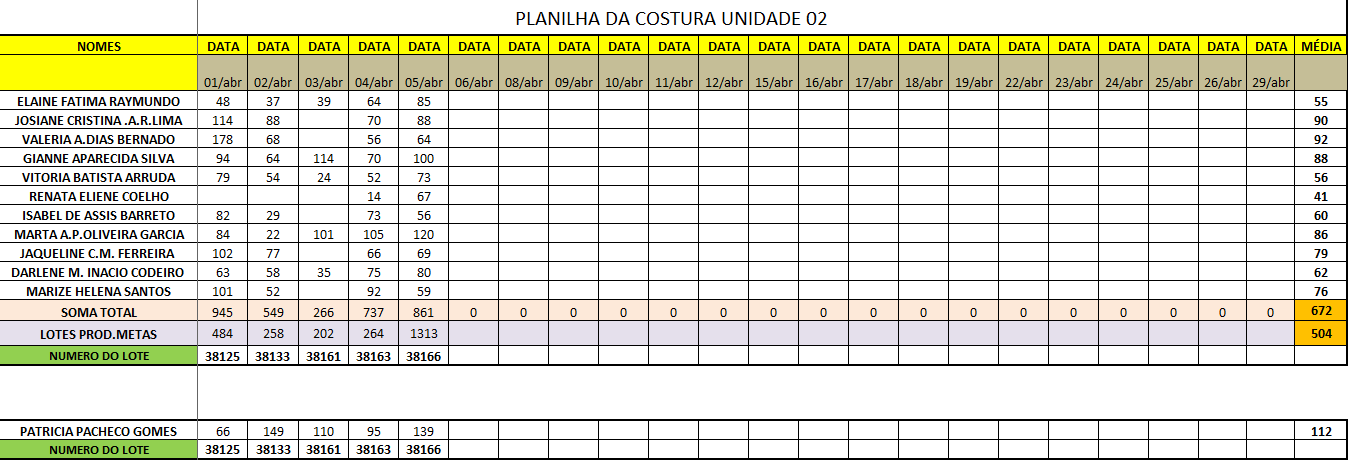 PLANILHA DA COSTURA UNIDADE 02
NOMES DATA DATA DATA DATA DATA DATA DATA DATA DATA DATA DATA DATA DATA DATA DATA DATA DATA DATA DATA DATA DATA DATA MÉDIA
01/abr 02/abr 03/abr 04/abr 05/abr 06/abr 08/abr 09/abr 10/abr 11/abr 12/abr 15/abr 16/abr 17/abr 18/abr 19/abr 22/abr 23/abr 24/abr 25/abr 26/abr 29/abr
ELAINE FATIMA RAYMUNDO 48 37 39 64 85 55
JOSIANE CRISTINA .A.R.LIMA 114 88 70 88 90
VALERIA A.DIAS BERNADO 178 68 56 64 92
GIANNE APARECIDA SILVA 94 64 114 70 100 88
VITORIA BATISTA ARRUDA 79 54 24 52 73 56
RENATA ELIENE COELHO 14 67 41
ISABEL DE ASSIS BARRETO 82 29 73 56 60
MARTA A.P.OLIVEIRA GARCIA 84 22 101 105 120 86
JAQUELINE C.M. FERREIRA 102 77 66 69 79
DARLENE M. INACIO CODEIRO 63 58 35 75 80 62
MARIZE HELENA SANTOS 101 52 92 59 76
SOMA TOTAL 945 549 266 737 861 0 0 0 0 0 0 0 0 0 0 0 0 0 0 0 0 0 672
LOTES PROD.METAS 484 258 202 264 1313 504
NUMERO DO LOTE 38125 38133 38161 38163 38166
PATRICIA PACHECO GOMES 66 149 110 95 139 112
NUMERO DO LOTE 38125 38133 38161 38163 38166